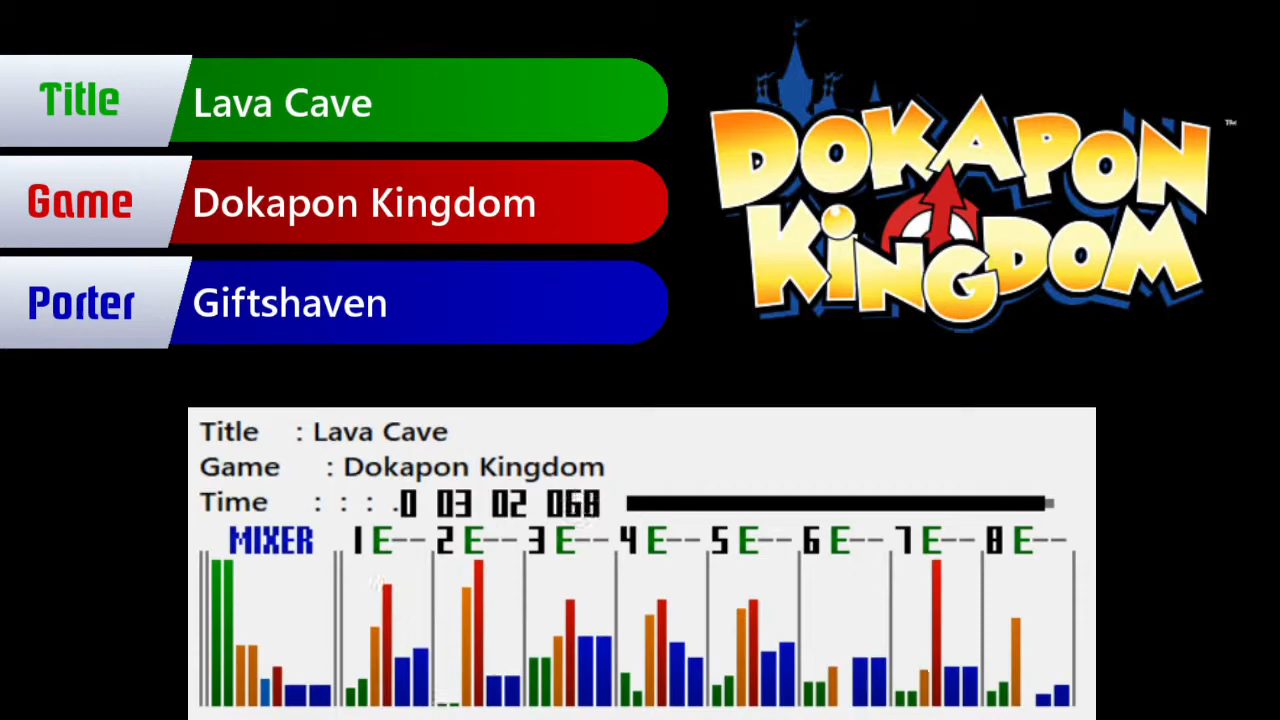 Title Lava Cave
Game Dokapon Kingdom
Porter Giftshaven
DOKAPON
KINGDOM
TM
Title : Lava Cave
Game : Dokapon Kingdom
Time : : : . 0 03 02 068
MIXER 1 E-- 2 E-- 3 E-- 4 E-- 5 E-- 6 E-- 7 E-- 8 E--